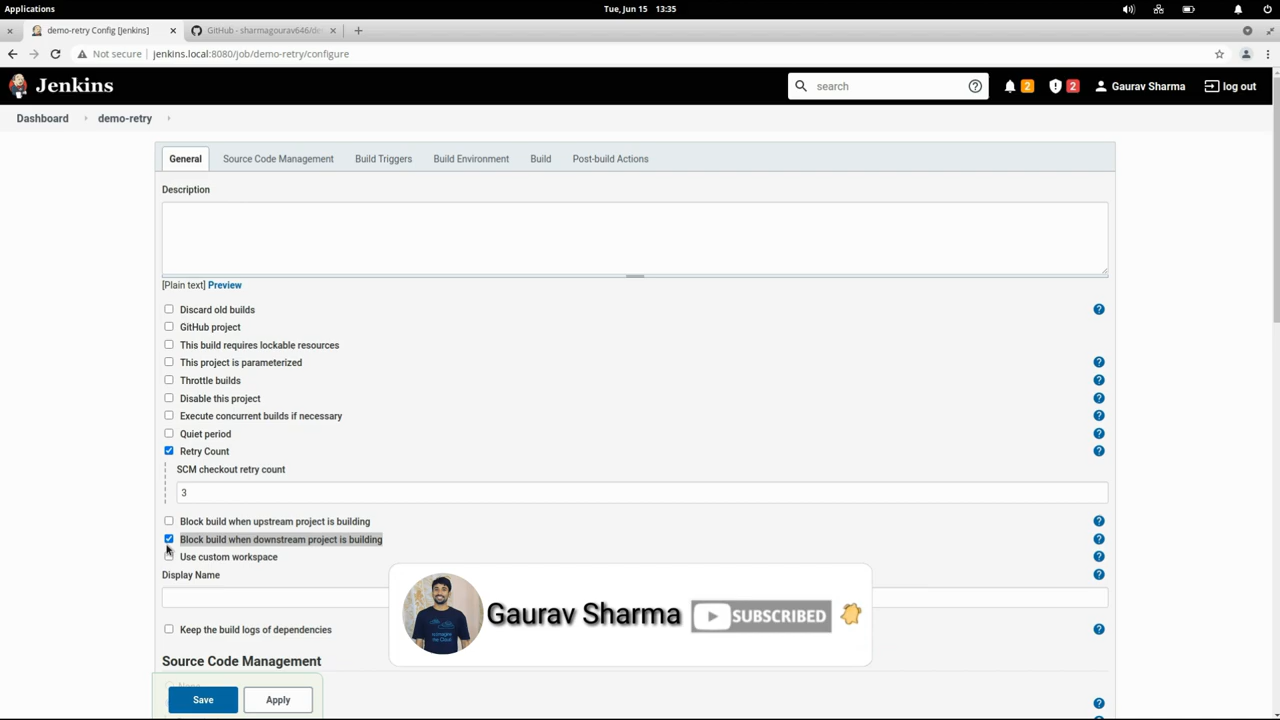 Applications
Tue, Jun 15 13:35
demo-retry Config [Jenkins]
GitHub - sharmagourav646/de
Not secure
jenkins.local:8080/job/demo-retry/configure
Jenkins
search
2
2
Gaurav Sharma
log out
Dashboard
demo-retry
General
Source Code Management
Build Triggers
Build Environment
Build
Post-build Actions
Description
[Plain text] Preview
Discard old builds
GitHub project
This build requires lockable resources
This project is parameterized
Throttle builds
Disable this project
Execute concurrent builds if necessary
Quiet period
Retry Count
SCM checkout retry count
3
Block build when upstream project is building
Block build when downstream project is building
Use custom workspace
Display Name
Gaurav Sharma
SUBSCRIBED
Keep the build logs of dependencies
Source Code Management
None
Save
Apply